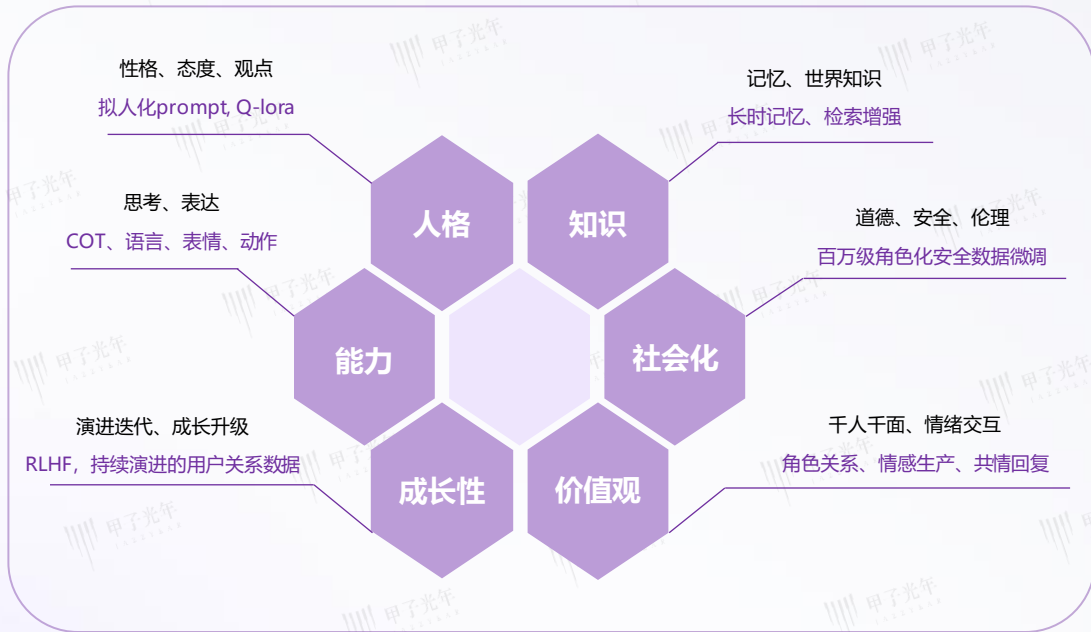 性格、态度、观点
拟人化prompt, Q-lora
记忆、世界知识
长时记忆、检索增强
思考、表达
COT、语言、表情、动作
道德、安全、伦理
百万级角色化安全数据微调
演进迭代、成长升级
RLHF，持续演进的用户关系数据
千人千面、情绪交互
角色关系、情感生产、共情回复
人格
知识
能力
社会化
成长性
价值观
甲子光年